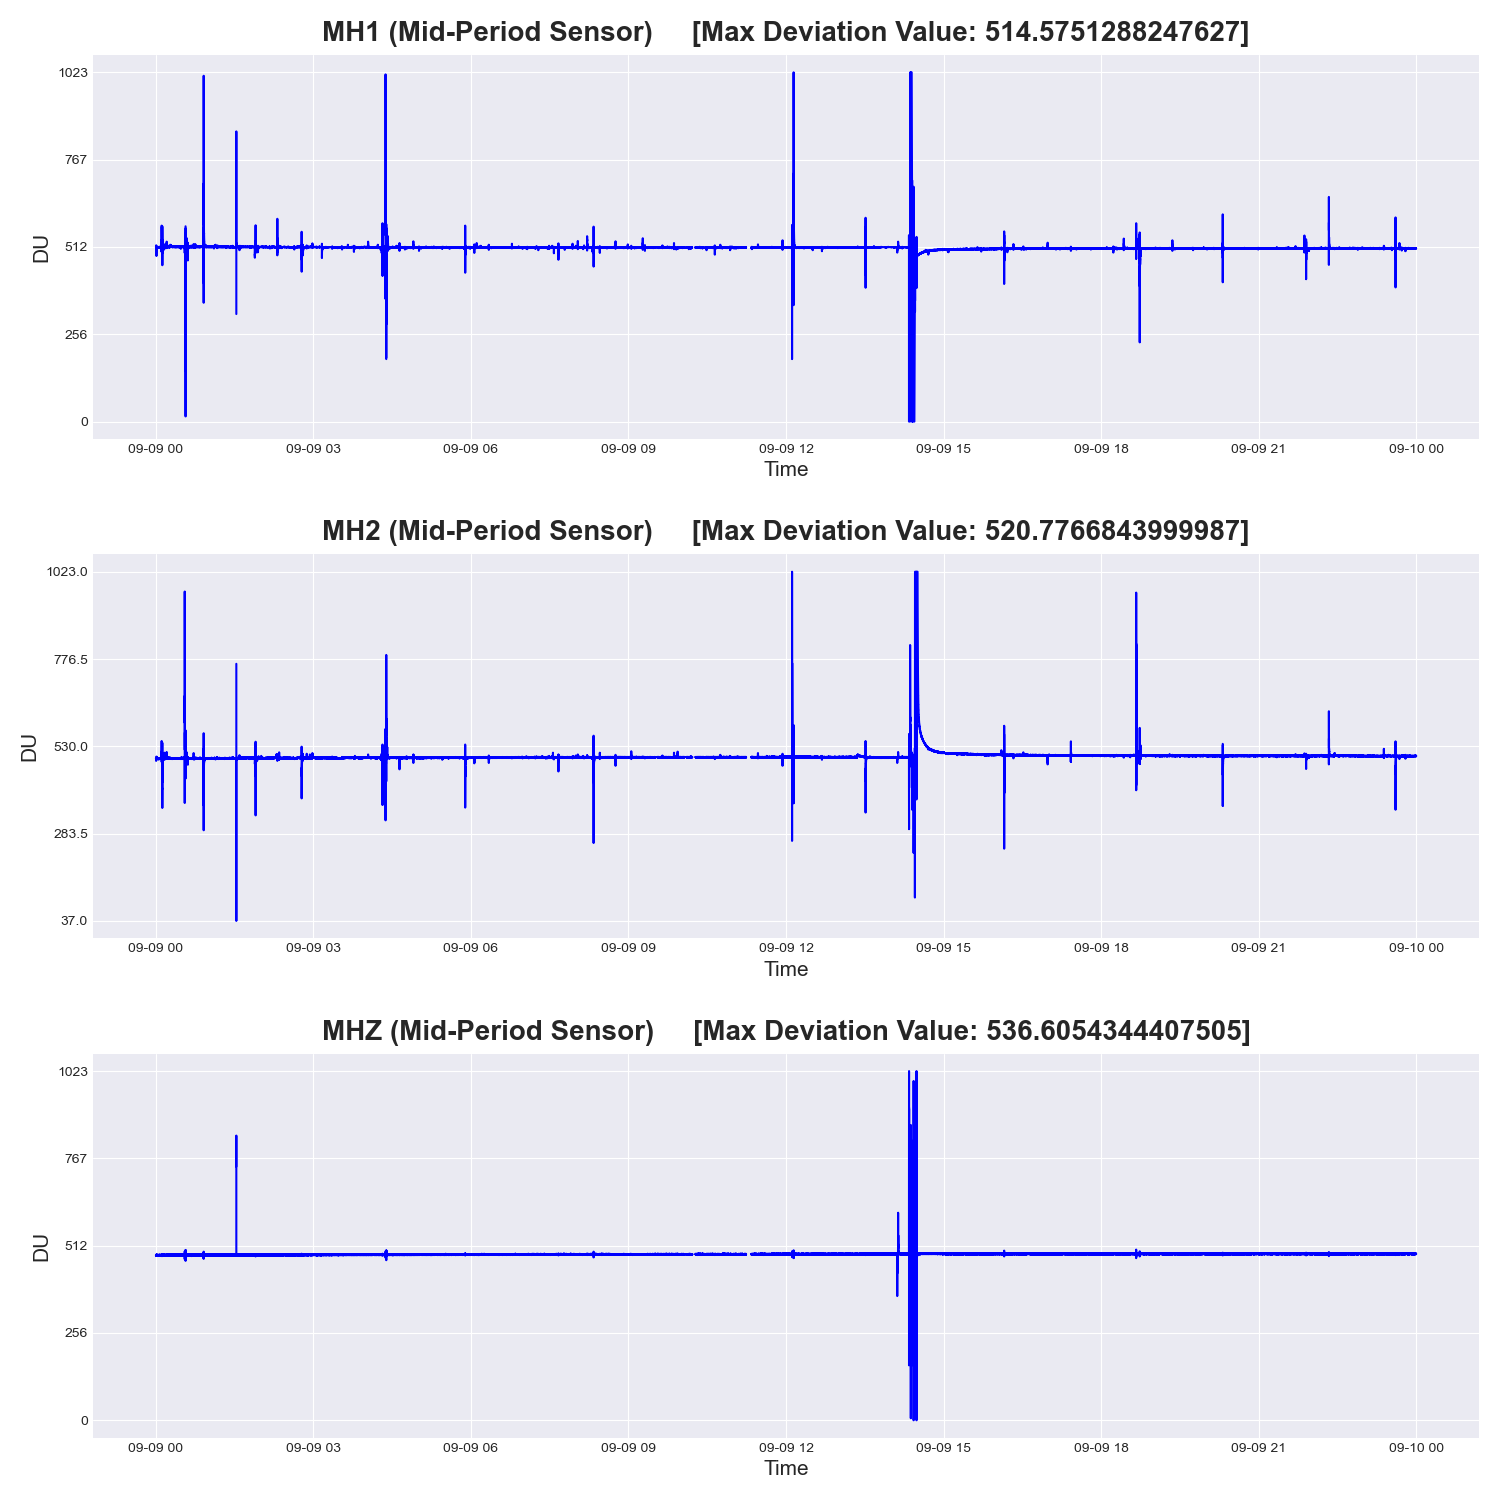 MH1 (Mid-Period Sensor) [Max Deviation Value: 514.5751288247627]
1023
767
512
256
0
DU
09-09 00 09-09 03 09-09 06 09-09 09 09-09 12 09-09 15 09-09 18 09-09 21 09-10 00
Time
MH2 (Mid-Period Sensor) [Max Deviation Value: 520.7766843999987]
1023.0
776.5
530.0
283.5
37.0
DU
09-09 00 09-09 03 09-09 06 09-09 09 09-09 12 09-09 15 09-09 18 09-09 21 09-10 00
Time
MHZ (Mid-Period Sensor) [Max Deviation Value: 536.6054344407505]
1023
767
512
256
0
DU
09-09 00 09-09 03 09-09 06 09-09 09 09-09 12 09-09 15 09-09 18 09-09 21 09-10 00
Time